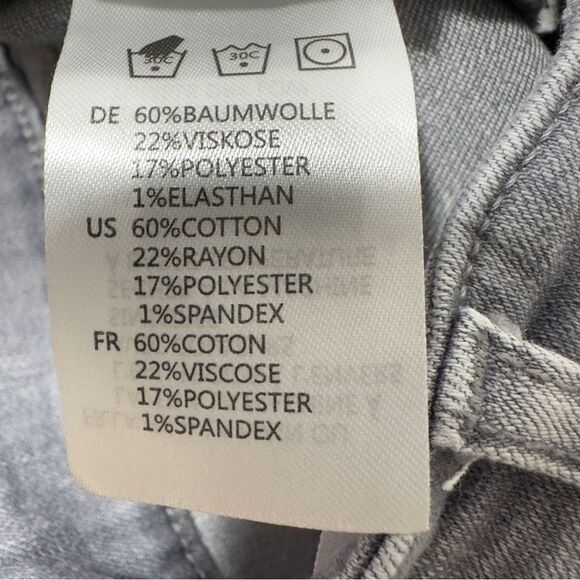 30C 30C
DE 60%BAUMWOLLE
22%VISKOSE
17%POLYESTER
1%ELASTHAN
US 60%COTTON
22%RAYON
17%POLYESTER
1%SPANDEX
FR 60%COTON
22%VISCOSE
17%POLYESTER
1%SPANDEX